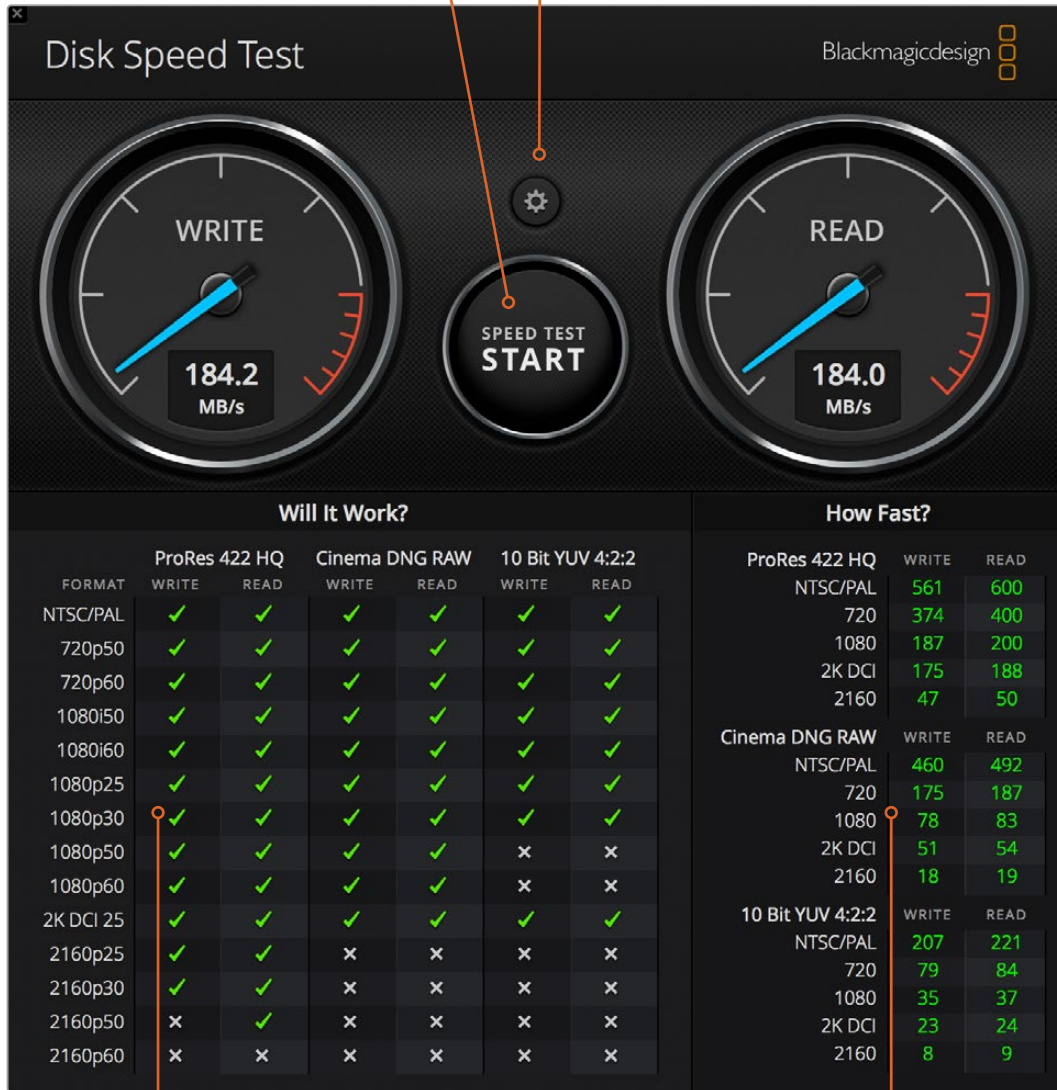 Disk Speed Test
Blackmagicdesign
WRITE
184.2
MB/s
SPEED TEST
START
READ
184.0
MB/s
Will It Work?
ProRes 422 HQ Cinema DNG RAW 10 Bit YUV 4:2:2
FORMAT WRITE READ WRITE READ WRITE READ
NTSC/PAL ✓ ✓ ✓ ✓ ✓ ✓
720p50 ✓ ✓ ✓ ✓ ✓ ✓
720p60 ✓ ✓ ✓ ✓ ✓ ✓
1080i50 ✓ ✓ ✓ ✓ ✓ ✓
1080i60 ✓ ✓ ✓ ✓ ✓ ✓
1080p25 ✓ ✓ ✓ ✓ ✓ ✓
1080p30 ✓ ✓ ✓ ✓ ✓ ✓
1080p50 ✓ ✓ ✓ ✓ × ×
1080p60 ✓ ✓ ✓ ✓ × ×
2K DCI 25 ✓ ✓ ✓ ✓ ✓ ✓
2160p25 ✓ ✓ × × × ×
2160p30 ✓ ✓ × × × ×
2160p50 × ✓ × × × ×
2160p60 × × × × × ×
How Fast?
ProRes 422 HQ WRITE READ
NTSC/PAL 561 600
720 374 400
1080 187 200
2K DCI 175 188
2160 47 50
Cinema DNG RAW WRITE READ
NTSC/PAL 460 492
720 175 187
1080 78 83
2K DCI 51 54
2160 18 19
10 Bit YUV 4:2:2 WRITE READ
NTSC/PAL 207 221
720 79 84
1080 35 37
2K DCI 23 24
2160 8 9